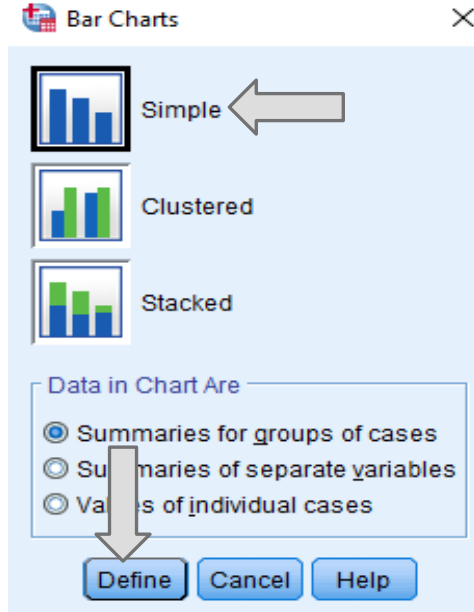 Bar Charts
Simple
Clustered
Stacked
Data in Chart Are
Summaries for groups of cases
Summaries of separate variables
Values of individual cases
Define Cancel Help